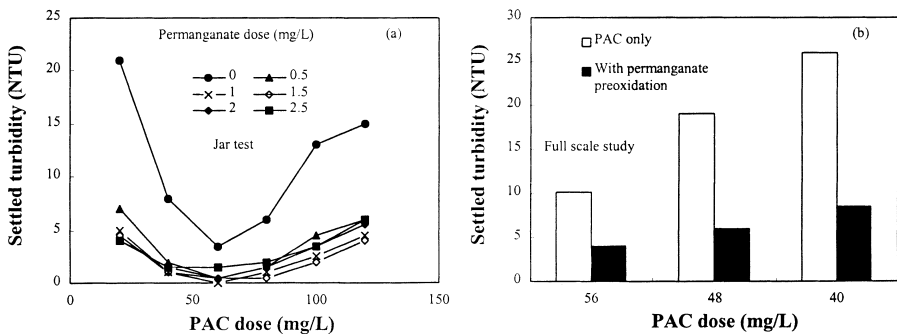 25
20
15
10
5
0
Settled turbidity (NTU)
Permanganate dose (mg/L)
(a)
0
0.5
1
1.5
2
2.5
Jar test
0
50
100
150
PAC dose (mg/L)
30
25
20
15
10
5
0
Settled turbidity (NTU)
(b)
PAC only
With permanganate
preoxidation
Full scale study
56
48
40
PAC dose (mg/L)